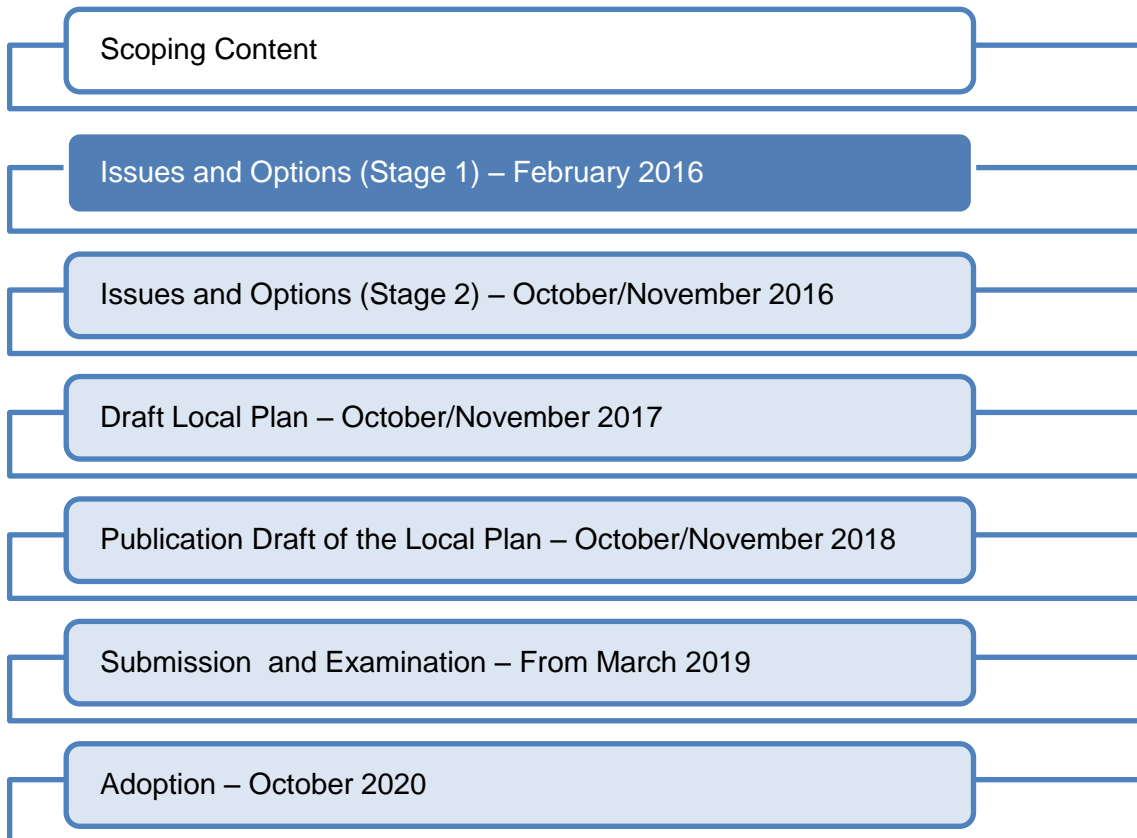 Scoping Content
Issues and Options (Stage 1) – February 2016
Issues and Options (Stage 2) – October/November 2016
Draft Local Plan – October/November 2017
Publication Draft of the Local Plan – October/November 2018
Submission  and Examination – From March 2019
Adoption – October 2020